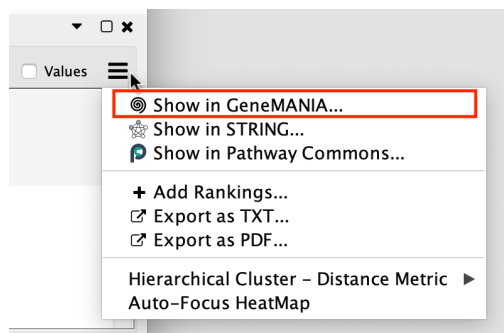 Values
Show in GeneMANIA...
Show in STRING...
Show in Pathway Commons...
Add Rankings...
Export as TXT...
Export as PDF...
Hierarchical Cluster – Distance Metric
Auto-Focus HeatMap